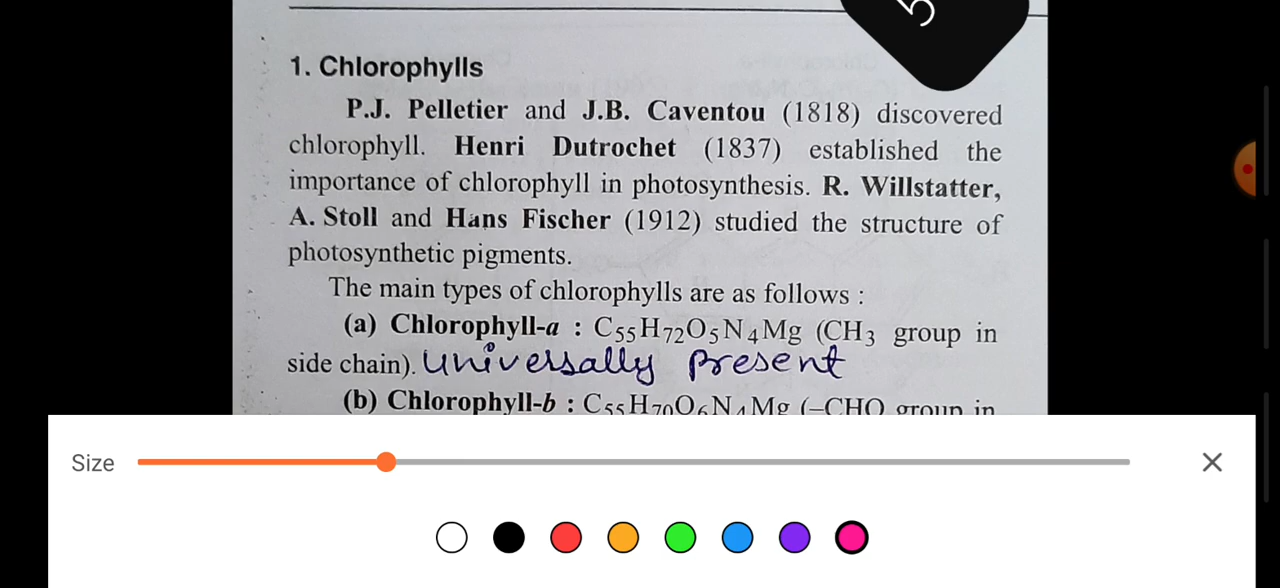 5
1. Chlorophylls
P.J. Pelletier and J.B. Caventou (1818) discovered
chlorophyll. Henri Dutrochet (1837) established the
importance of chlorophyll in photosynthesis. R. Willstatter,
A. Stoll and Hans Fischer (1912) studied the structure of
photosynthetic pigments.
The main types of chlorophylls are as follows :
(a) Chlorophyll-a : C55H72O5N4Mg (CH3 group in
side chain). Universally Present
(b) Chlorophyll-b : C55H70O6N4Mg (–CHO group in
Size